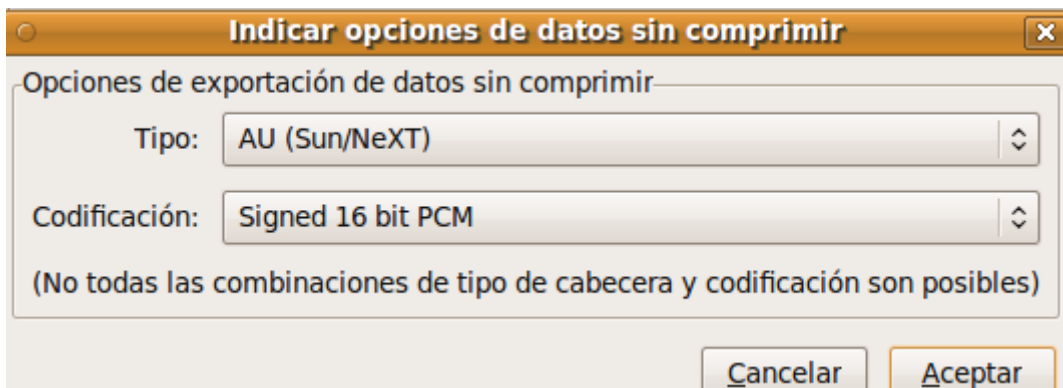 Indicar opciones de datos sin comprimir
Opciones de exportación de datos sin comprimir
Tipo: AU (Sun/NeXT)
Codificación: Signed 16 bit PCM
(No todas las combinaciones de tipo de cabecera y codificación son posibles)
Cancelar Aceptar